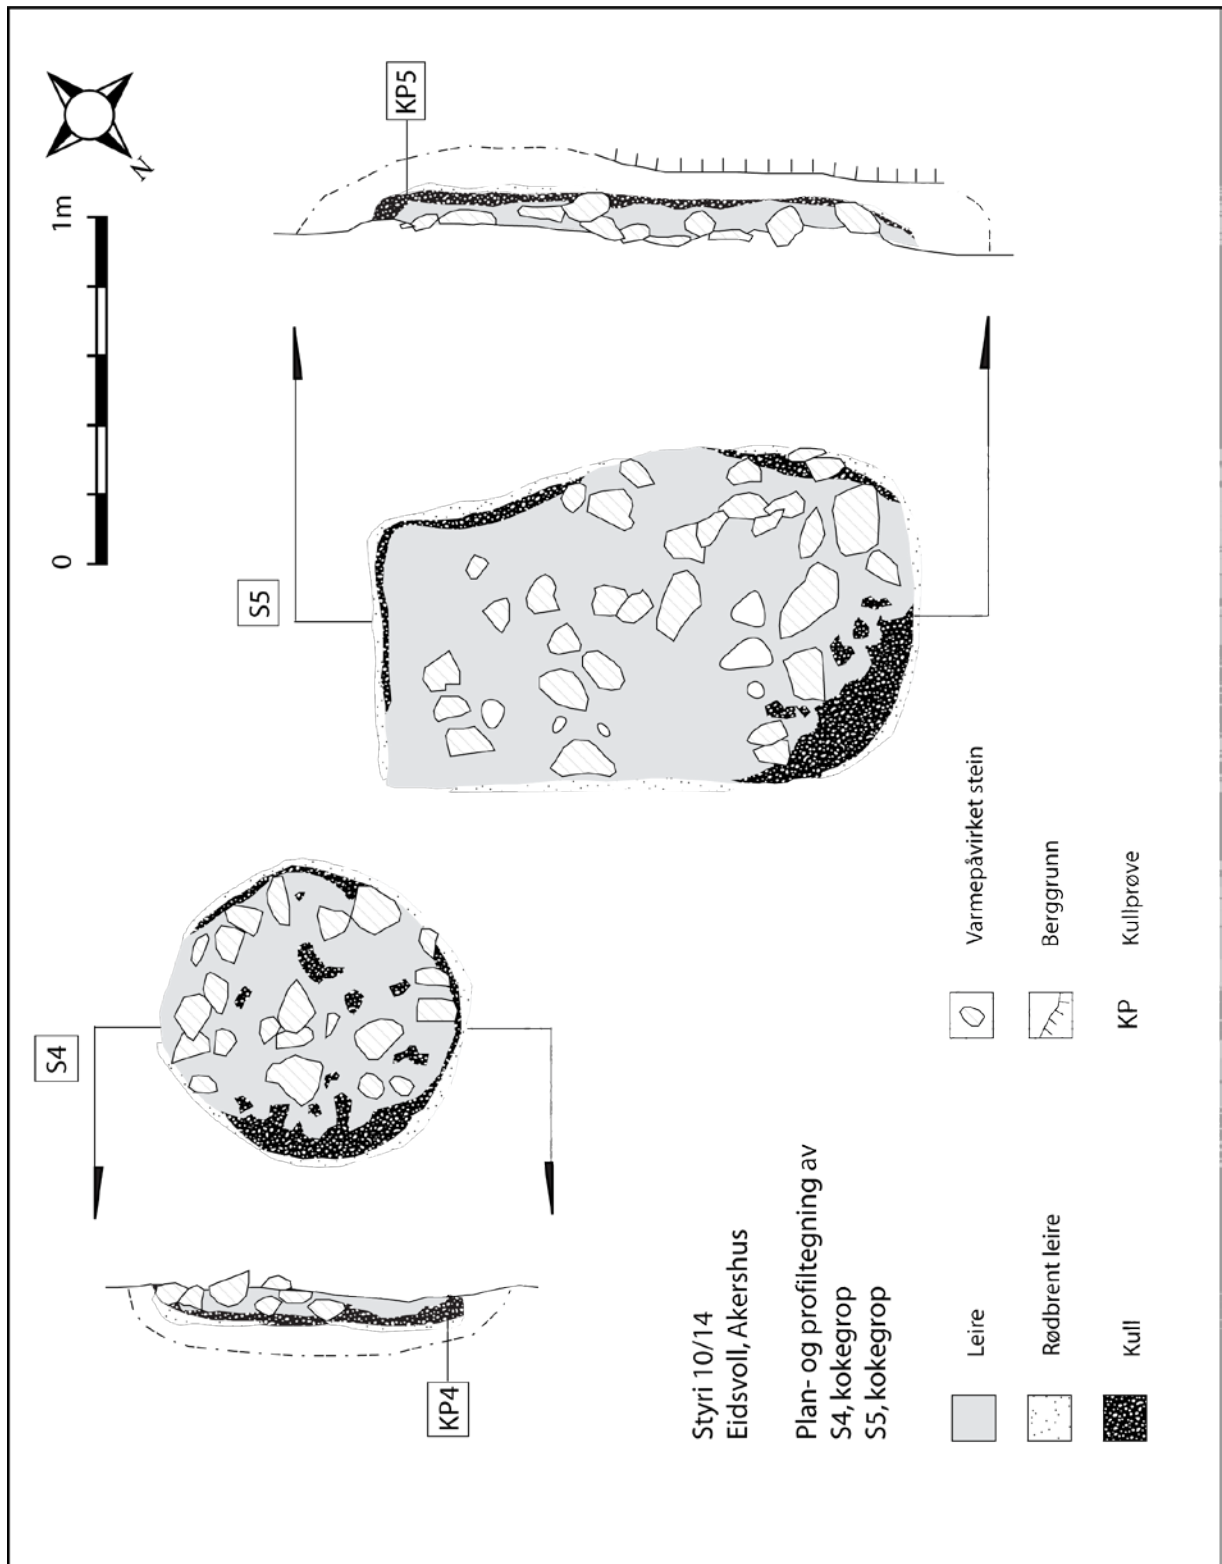 S4
S5
KP4
KP5
0
1m
N
Styri 10/14
Eidsvoll, Akershus
Plan- og profiltegning av
S4, kokegrop
S5, kokegrop
Leire
Rødbrent leire
Kull
Varmepåvirket stein
Berggrunn
KP Kullprøve